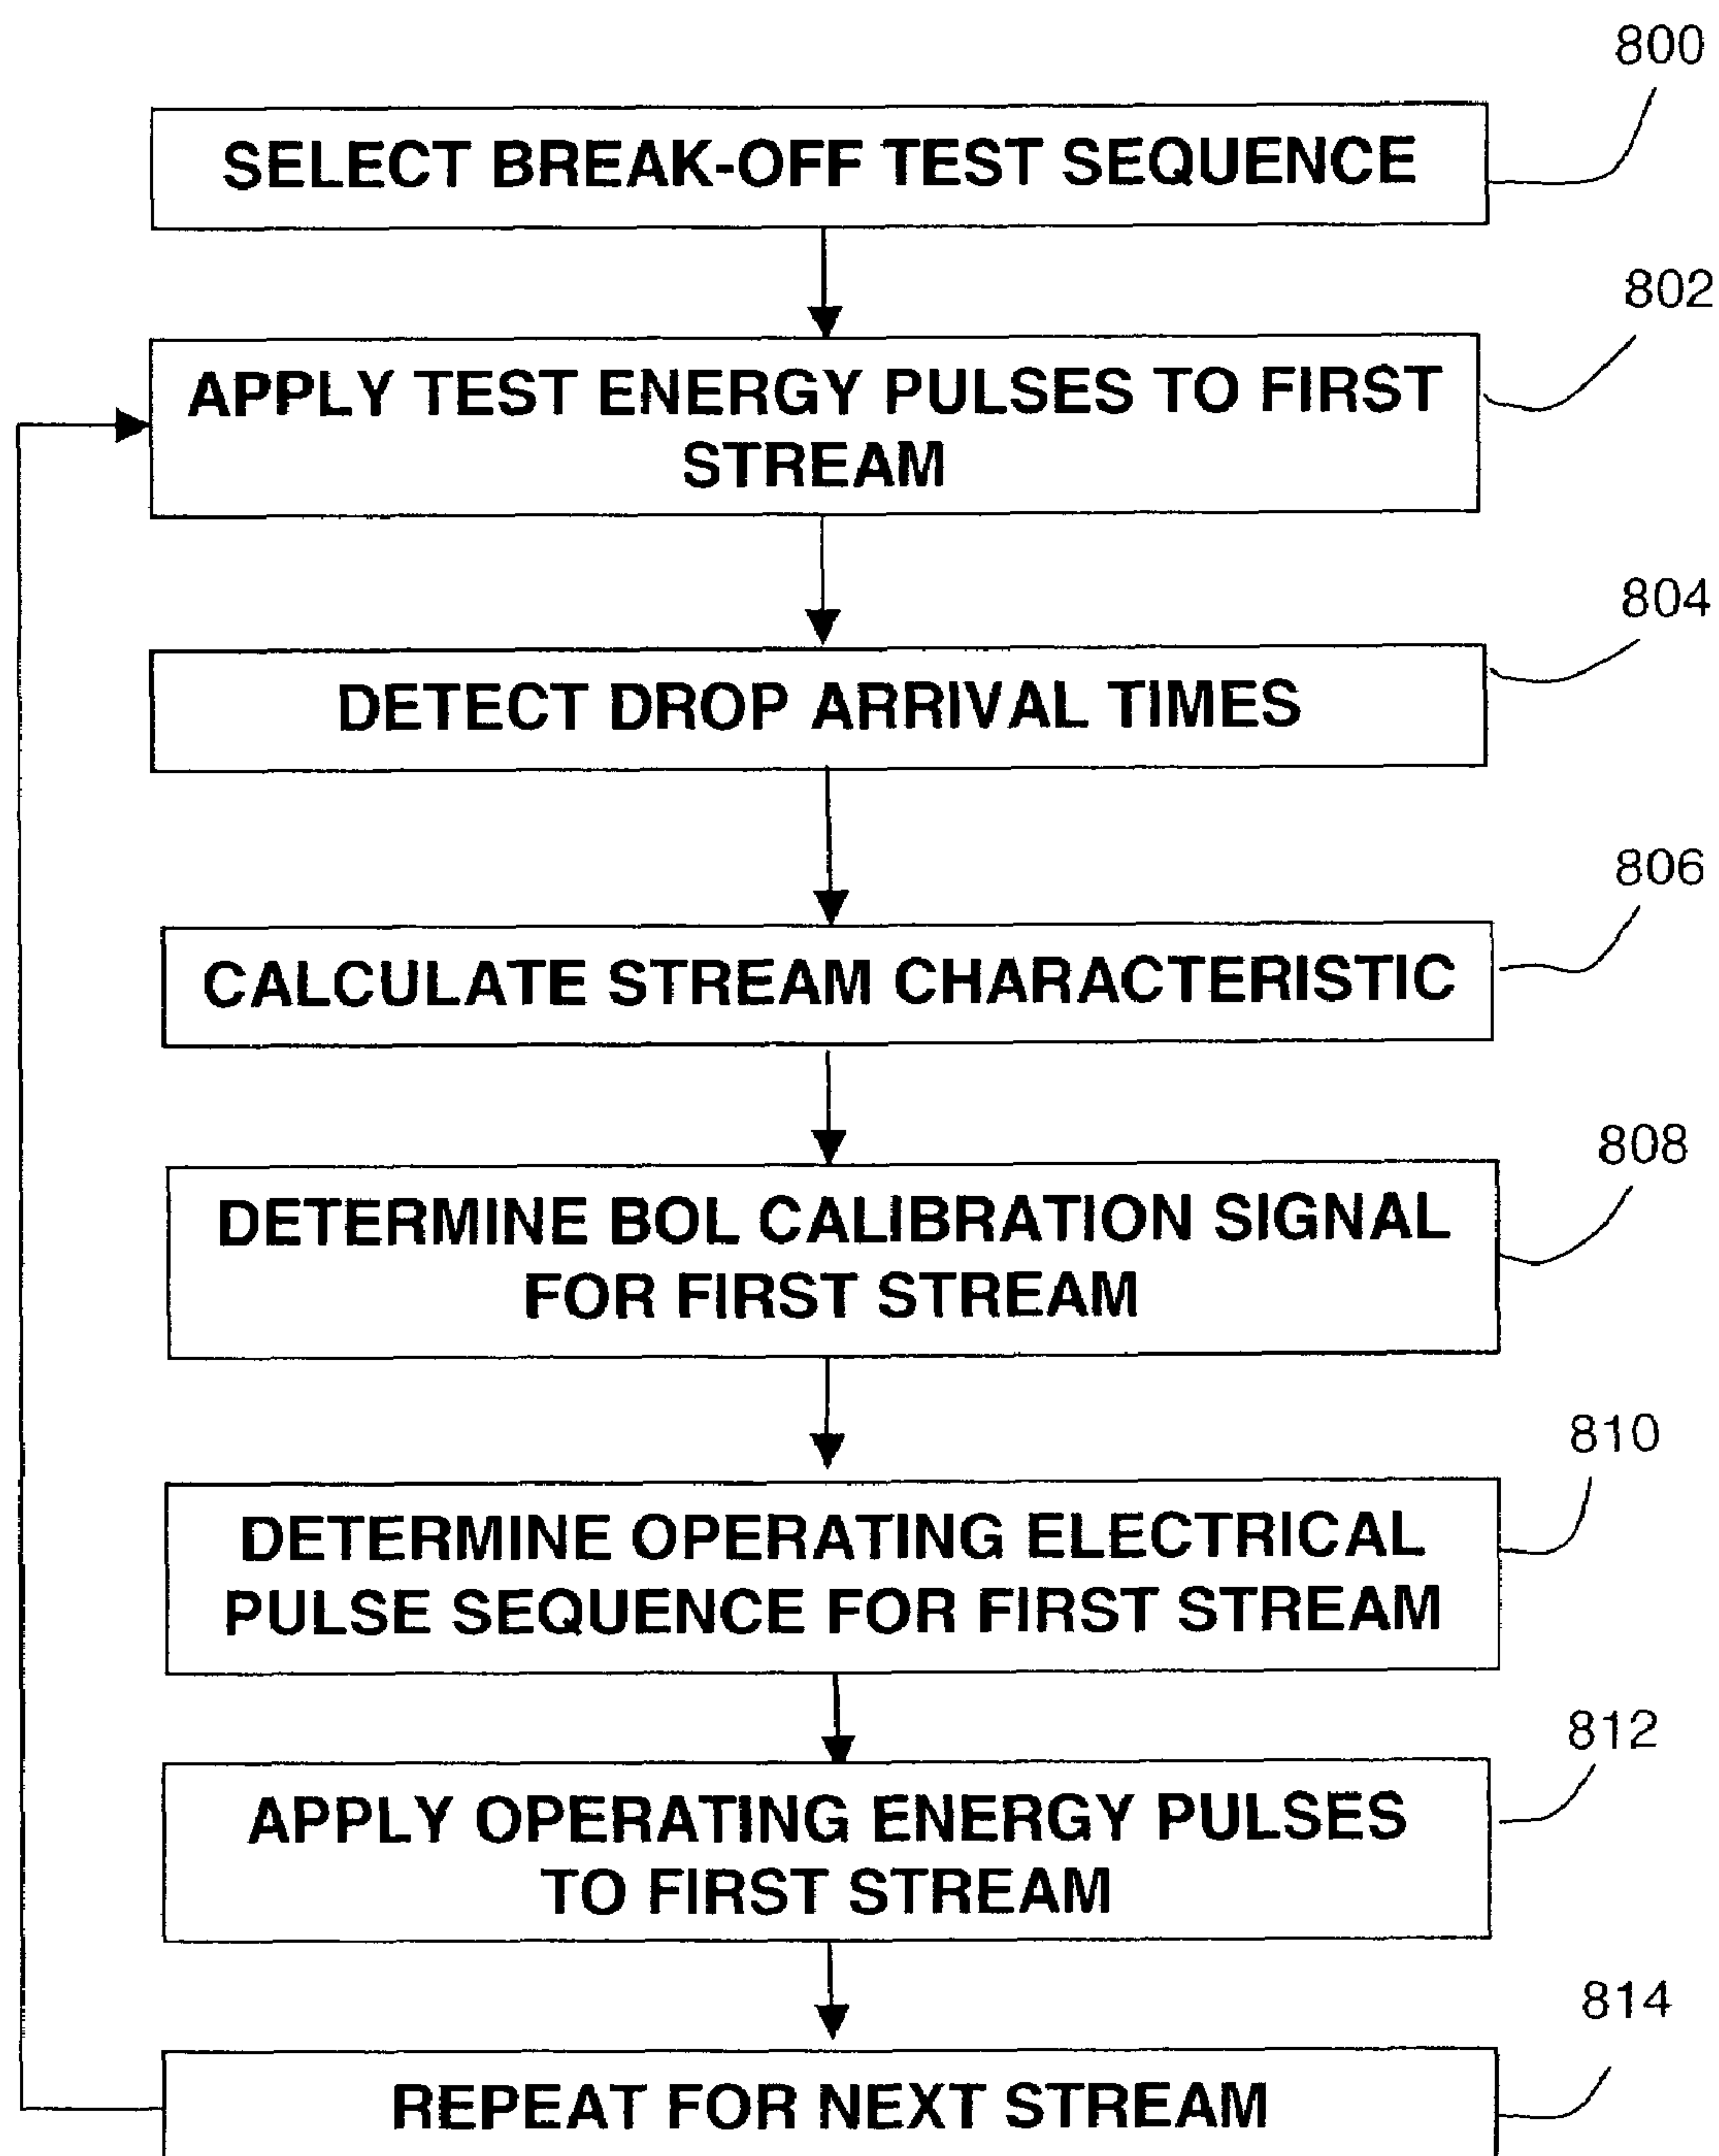 800
SELECT BREAK-OFF TEST SEQUENCE
802
APPLY TEST ENERGY PULSES TO FIRST
STREAM
804
DETECT DROP ARRIVAL TIMES
806
CALCULATE STREAM CHARACTERISTIC
808
DETERMINE BOL CALIBRATION SIGNAL
FOR FIRST STREAM
810
DETERMINE OPERATING ELECTRICAL
PULSE SEQUENCE FOR FIRST STREAM
812
APPLY OPERATING ENERGY PULSES
TO FIRST STREAM
814
REPEAT FOR NEXT STREAM